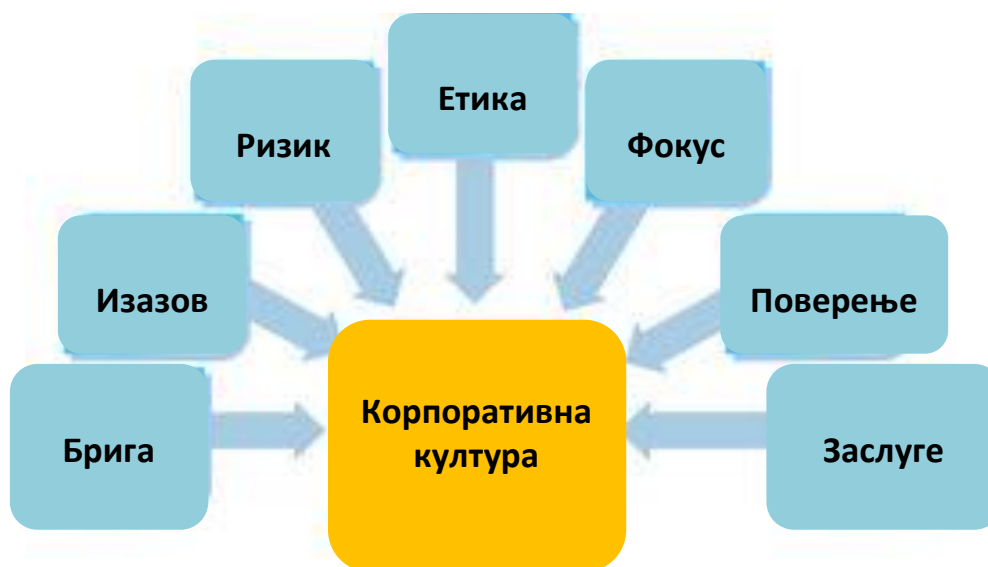 Етика
Ризик
Фокус
Изазов
Поверење
Корпоративна
култура
Брига
Заслуге